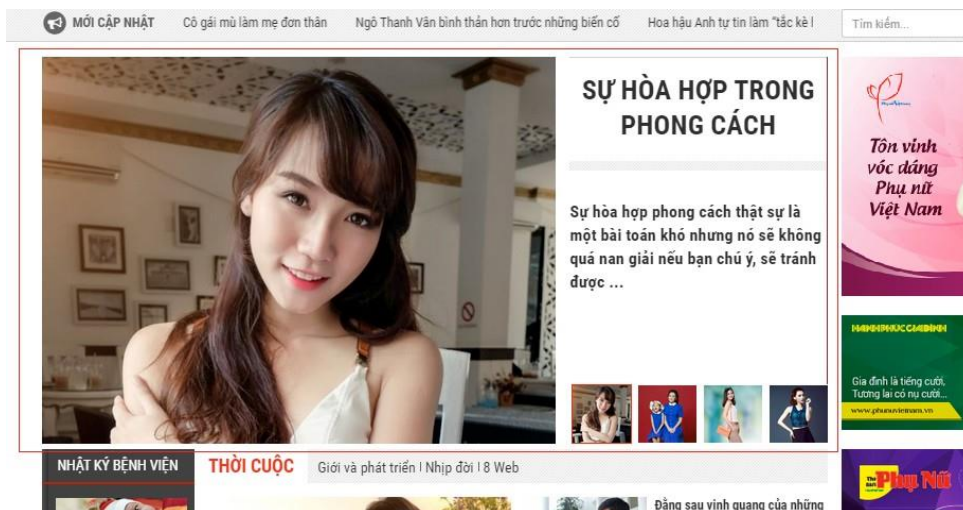 MỚI CẬP NHẬT
Cô gái mù làm mẹ đơn thân
Ngô Thanh Vân bình thản hơn trước những biến cố
Hoa hậu Anh tự tin làm "tắc kè
Tìm kiếm...
SỰ HÒA HỢP TRONG
PHONG CÁCH
Sự hòa hợp phong cách thật sự là
một bài toán khó nhưng nó sẽ không
quá nan giải nếu bạn chú ý, sẽ tránh
được ...
Tôn vinh
vóc dáng
Phụ nữ
Việt Nam
HẠNH PHÚC GIA ĐÌNH
Gia đình là tiếng cười,
Tương lai có nụ cười...
www.phunuvietnam.vn
NHẬT KÝ BỆNH VIỆN
THỜI CUỘC
Giới và phát triển | Nhịp đời | 8 Web
Phụ Nữ
Đằng sau vinh quang của những